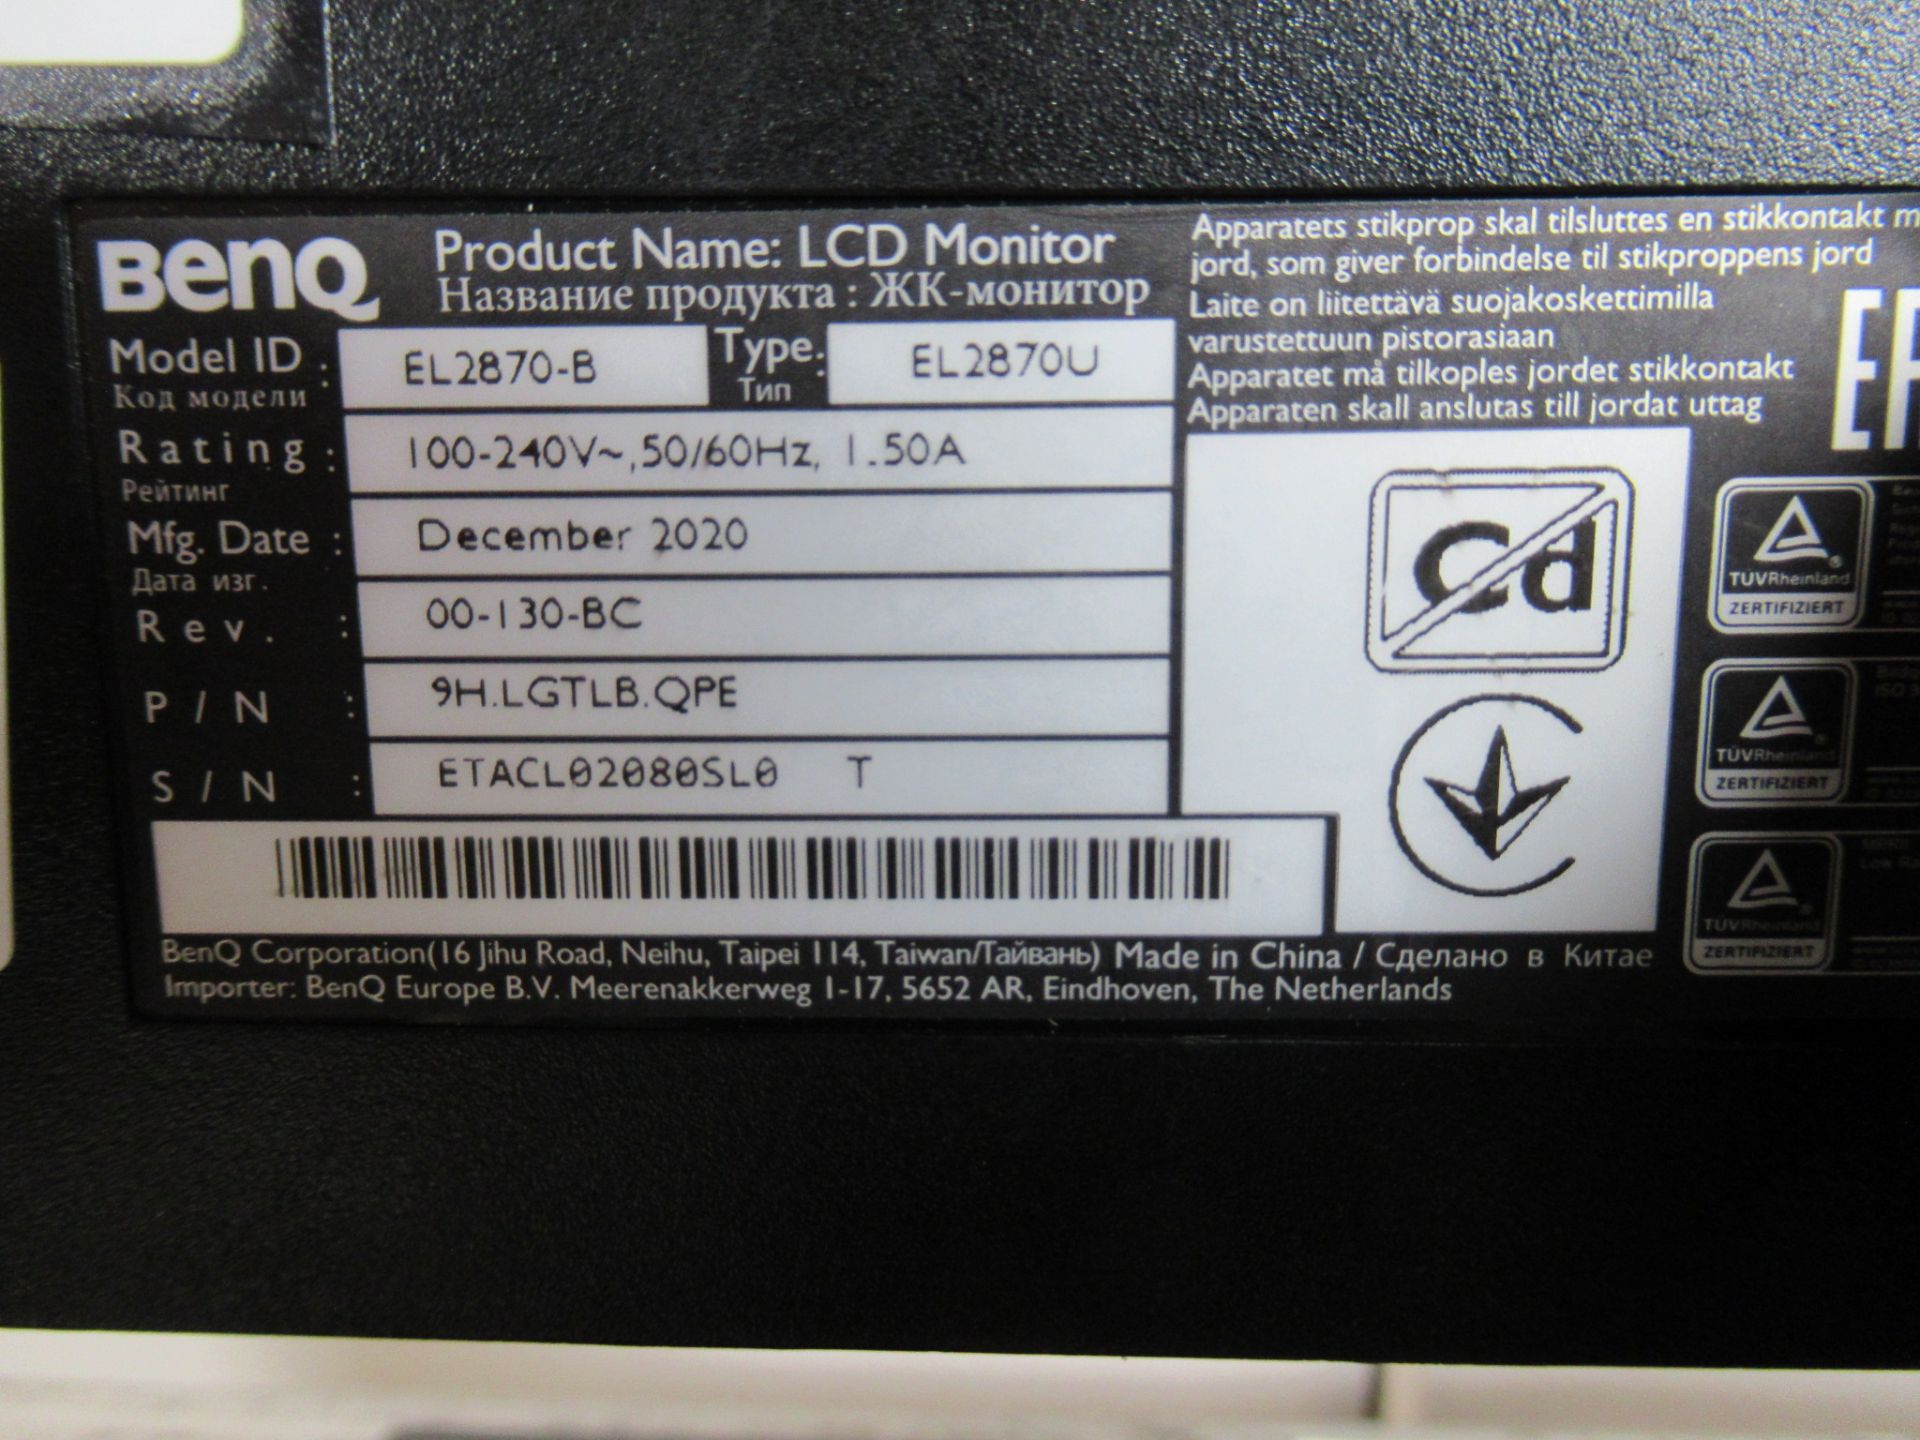 BenQ
Product Name: LCD Monitor
Название продукта : ЖК-монитор
Model ID : EL2870-B Type: EL2870U
Код модели Тип
Rating : 100-240V~,50/60Hz, 1.50A
Рейтинг
Mfg. Date : December 2020
Дата изг.
Rev. : 00-130-BC
P/N : 9H.LGTLB.QPE
S/N : ETACL02080SL0 T
BenQ Corporation(16 Jihu Road, Neihu, Taipei 114, Taiwan/Тайвань) Made in China / Сделано в Китае
Importer: BenQ Europe B.V. Meerenakkerweg 1-17, 5652 AR, Eindhoven, The Netherlands
Apparatets stikprop skal tilsluttes en stikkontakt
jord, som giver forbindelse til stikproppens jord
Laite on liitettävä suojakoskettimilla
varustettuun pistorasiaan
Apparatet må tilkoples jordet stikkontakt
Apparaten skall anslutas till jordat uttag
Cd
TÜVRheinland
ZERTIFIZIERT
TÜVRheinland
ZERTIFIZIERT
TÜVRheinland
ZERTIFIZIERT